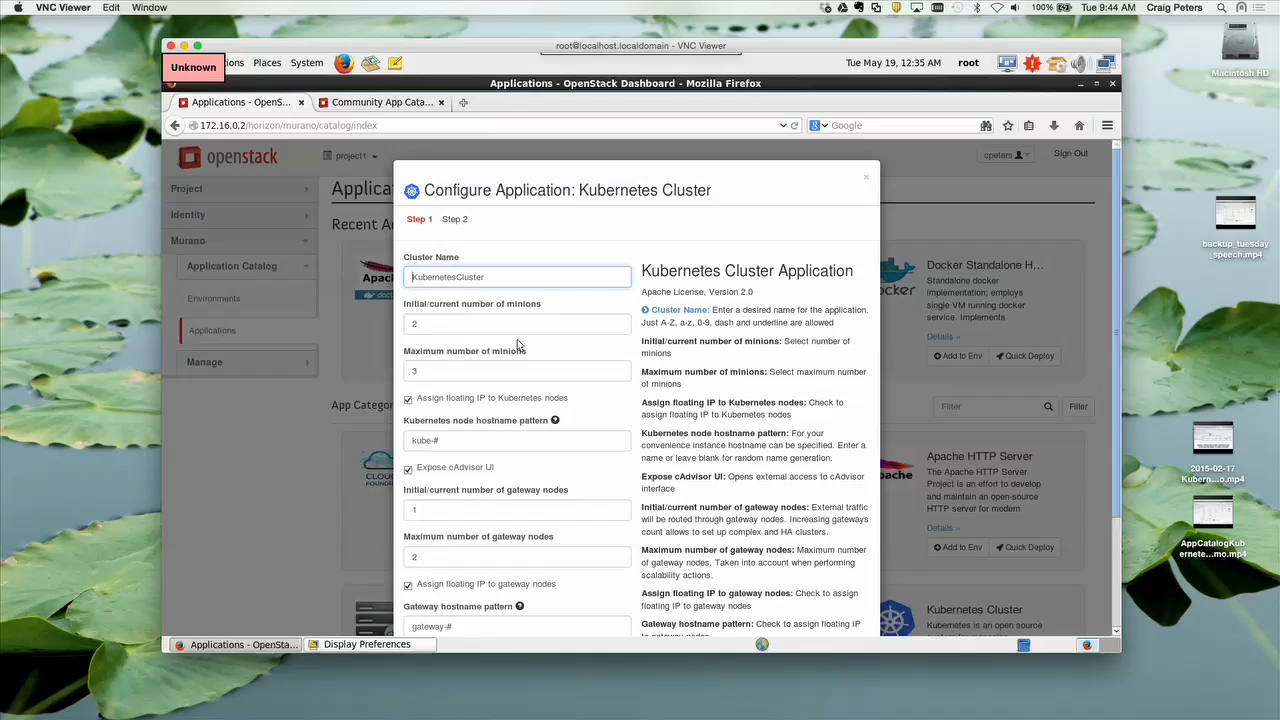 VNC Viewer Edit Window
100% Tue 9:44 AM Craig Peters
root@localhost.localdomain - VNC Viewer
Unknown
ions Places System
Tue May 19, 12:35 AM root
Applications - OpenStack Dashboard - Mozilla Firefox
Applications - OpenS... Community App Cata...
172.16.0.2/horizon/murano/catalog/index
Google
openstack
project1
cpeters
Sign Out
Project
Identity
Murano
Application Catalog
Environments
Applications
Manage
Recent A
App Categor
Configure Application: Kubernetes Cluster
Step 1 Step 2
Cluster Name
KubernetesCluster
Initial/current number of minions
2
Maximum number of minions
3
Assign floating IP to Kubernetes nodes
Kubernetes node hostname pattern
kube-#
Expose cAdvisor UI
Initial/current number of gateway nodes
1
Maximum number of gateway nodes
2
Assign floating IP to gateway nodes
Gateway hostname pattern
gateway-#
Kubernetes Cluster Application
Apache License, Version 2.0
Cluster Name: Enter a desired name for the application.
Just A-Z, a-z, 0-9, dash and underline are allowed
Initial/current number of minions: Select number of
minions
Maximum number of minions: Select maximum number
of minions
Assign floating IP to Kubernetes nodes: Check to
assign floating IP to Kubernetes nodes
Kubernetes node hostname pattern: For your
convenience instance hostname can be specified. Enter a
name or leave blank for random name generation.
Expose cAdvisor UI: Opens external access to cAdvisor
interface
Initial/current number of gateway nodes: External traffic
will be routed through gateway nodes. Increasing gateways
count allows to set up complex and HA clusters.
Maximum number of gateway nodes: Maximum number
of gateway nodes. Taken into account when performing
scalability actions.
Assign floating IP to gateway nodes: Check to assign
floating IP to gateway nodes
Gateway hostname pattern: Check to assign floating IP
Docker Standalone H...
Standalone docker
implementation; employs
single VM running docker
service. Implements
Details »
Add to Env Quick Deploy
Filter Filter
Apache HTTP Server
The Apache HTTP Server
Project is an effort to
develop and maintain an
open-source
HTTP server for modern
Details »
Add to Env Quick Deploy
Kubernetes Cluster
Kubernetes is an open source
Applications - OpenSta... Display Preferences
Macintosh HD
backup_tuesday
_speech.mp4
2015-02-17
Kubern...o.mp4
AppCatalogKub
ernete...mo.mp4